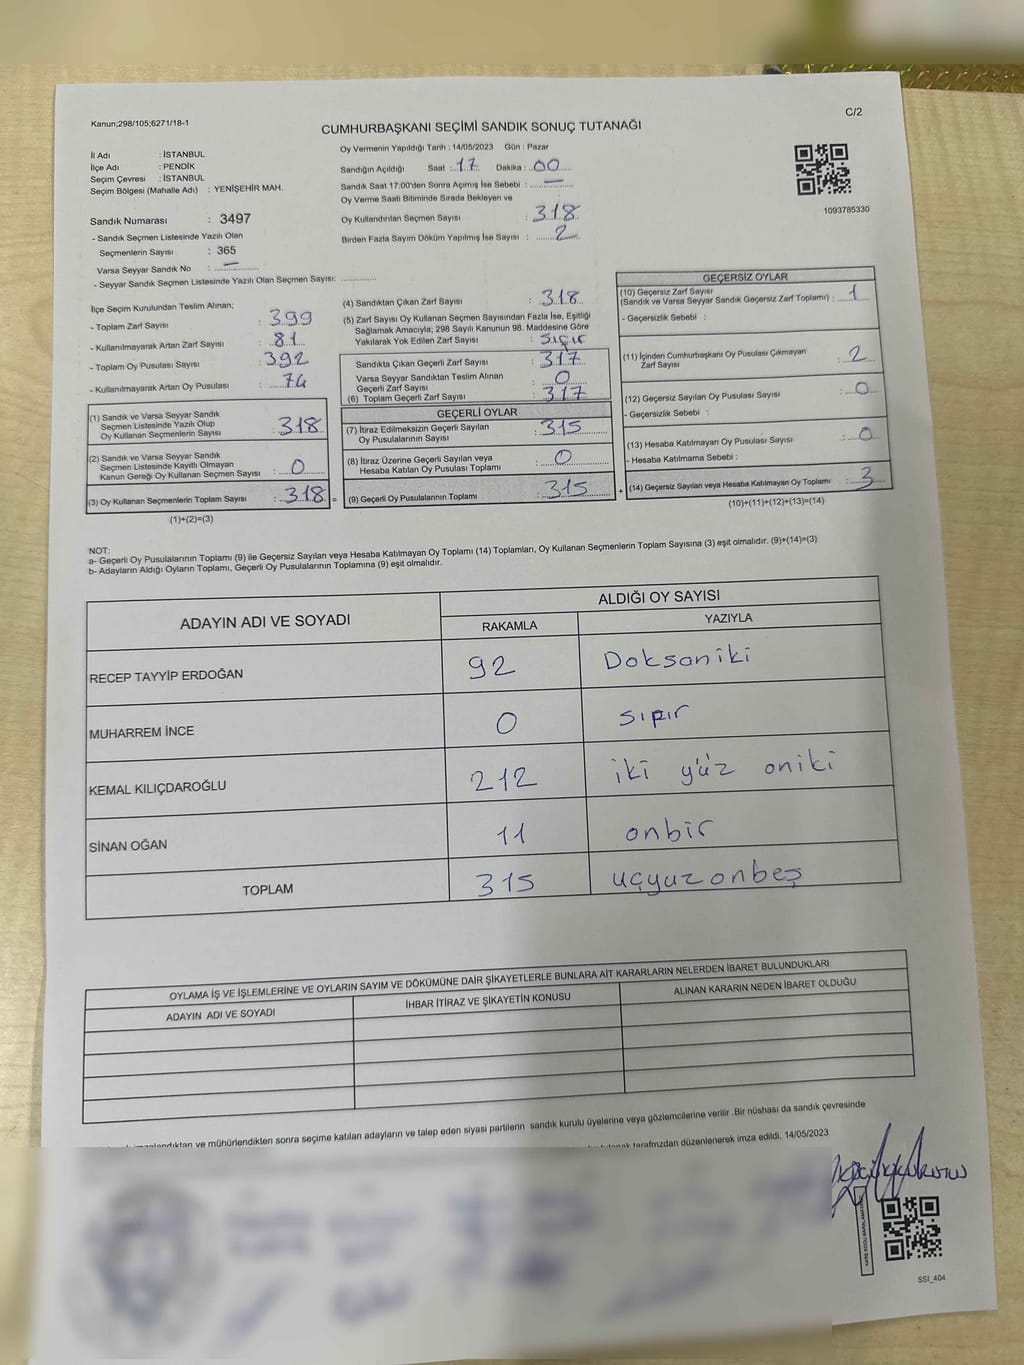 Kanun;298/105;6271/18-1
C/2
CUMHURBAŞKANI SEÇİMİ SANDIK SONUÇ TUTANAĞI
İl Adı : İSTANBUL
İlçe Adı : PENDİK
Seçim Çevresi : İSTANBUL
Seçim Bölgesi (Mahalle Adı) : YENİŞEHİR MAH.
Sandık Numarası : 3497
- Sandık Seçmen Listesinde Yazılı Olan
Seçmenlerin Sayısı : 365
Varsa Seyyar Sandık No : —
- Seyyar Sandık Seçmen Listesinde Yazılı Olan Seçmen Sayısı:
Oy Vermenin Yapıldığı Tarih : 14/05/2023 Gün : Pazar
Sandığın Açıldığı Saat : 17 Dakika : 00
Sandık Saat 17:00'den Sonra Açımış İse Sebebi : —
Oy Verme Saati Bitiminde Sırada Bekleyen ve
Oy Kullandırılan Seçmen Sayısı : 318
Birden Fazla Sayım Döküm Yapılmış İse Sayısı : 2
1093785330
İlçe Seçim Kurulundan Teslim Alınan;
- Toplam Zarf Sayısı : 399
- Kullanılmayarak Artan Zarf Sayısı : 81
- Toplam Oy Pusulası Sayısı : 392
- Kullanılmayarak Artan Oy Pusulası : 74
(1) Sandık ve Varsa Seyyar Sandık
Seçmen Listesinde Yazılı Olup
Oy Kullanan Seçmenlerin Sayısı : 318
(2) Sandık ve Varsa Seyyar Sandık
Seçmen Listesinde Kayıtlı Olmayan
Kanun Gereği Oy Kullanan Seçmen Sayısı : 0
(3) Oy Kullanan Seçmenlerin Toplam Sayısı : 318 =
(1)+(2)=(3)
(4) Sandıktan Çıkan Zarf Sayısı : 318
(5) Zarf Sayısı Oy Kullanan Seçmen Sayısından Fazla İse, Eşitliği
Sağlamak Amacıyla; 298 Sayılı Kanunun 98. Maddesine Göre
Yakılarak Yok Edilen Zarf Sayısı : Sıfır
Sandıkta Çıkan Geçerli Zarf Sayısı : 317
Varsa Seyyar Sandıktan Teslim Alınan
Geçerli Zarf Sayısı : 0
(6) Toplam Geçerli Zarf Sayısı : 317
GEÇERLİ OYLAR
(7) İtiraz Edilmeksizin Geçerli Sayılan
Oy Pusulalarının Sayısı : 315
(8) İtiraz Üzerine Geçerli Sayılan veya
Hesaba Katılan Oy Pusulası Toplamı : 0
(9) Geçerli Oy Pusulalarının Toplamı : 315 +
GEÇERSİZ OYLAR
(10) Geçersiz Zarf Sayısı
(Sandık ve Varsa Seyyar Sandık Geçersiz Zarf Toplamı) : 1
- Geçersizlik Sebebi :
(11) İçinden Cumhurbaşkanı Oy Pusulası Çıkmayan
Zarf Sayısı : 2
(12) Geçersiz Sayılan Oy Pusulası Sayısı : 0
- Geçersizlik Sebebi :
(13) Hesaba Katılmayan Oy Pusulası Sayısı : 0
- Hesaba Katılmama Sebebi :
(14) Geçersiz Sayılan veya Hesaba Katılmayan Oy Toplamı : 3
(10)+(11)+(12)+(13)=(14)
NOT:
a- Geçerli Oy Pusulalarının Toplamı (9) ile Geçersiz Sayılan veya Hesaba Katılmayan Oy Toplamı (14) Toplamları, Oy Kullanan Seçmenlerin Toplam Sayısına (3) eşit olmalıdır. (9)+(14)=(3)
b- Adayların Aldığı Oyların Toplamı, Geçerli Oy Pusulalarının Toplamına (9) eşit olmalıdır.
ADAYIN ADI VE SOYADI
ALDIĞI OY SAYISI
RAKAMLA YAZIYLA
RECEP TAYYİP ERDOĞAN 92 Doksaniki
MUHARREM İNCE 0 sıfır
KEMAL KILIÇDAROĞLU 212 iki yüz oniki
SİNAN OĞAN 11 onbir
TOPLAM 315 uçyuzonbeş
OYLAMA İŞ VE İŞLEMLERİNE VE OYLARIN SAYIM VE DÖKÜMÜNE DAİR ŞİKAYETLERLE BUNLARA AİT KARARLARIN NELERDEN İBARET BULUNDUKLARI
ADAYIN ADI VE SOYADI İHBAR İTİRAZ VE ŞİKAYETİN KONUSU ALINAN KARARIN NEDEN İBARET OLDUĞU
ve mühürlendikten sonra seçime katılan adayların ve talep eden siyasi partilerin sandık kurulu üyelerine veya gözlemcilerine verilir .Bir nüshası da sandık çevresinde
tarafımızdan düzenlenerek imza edildi. 14/05/2023
SSI_404